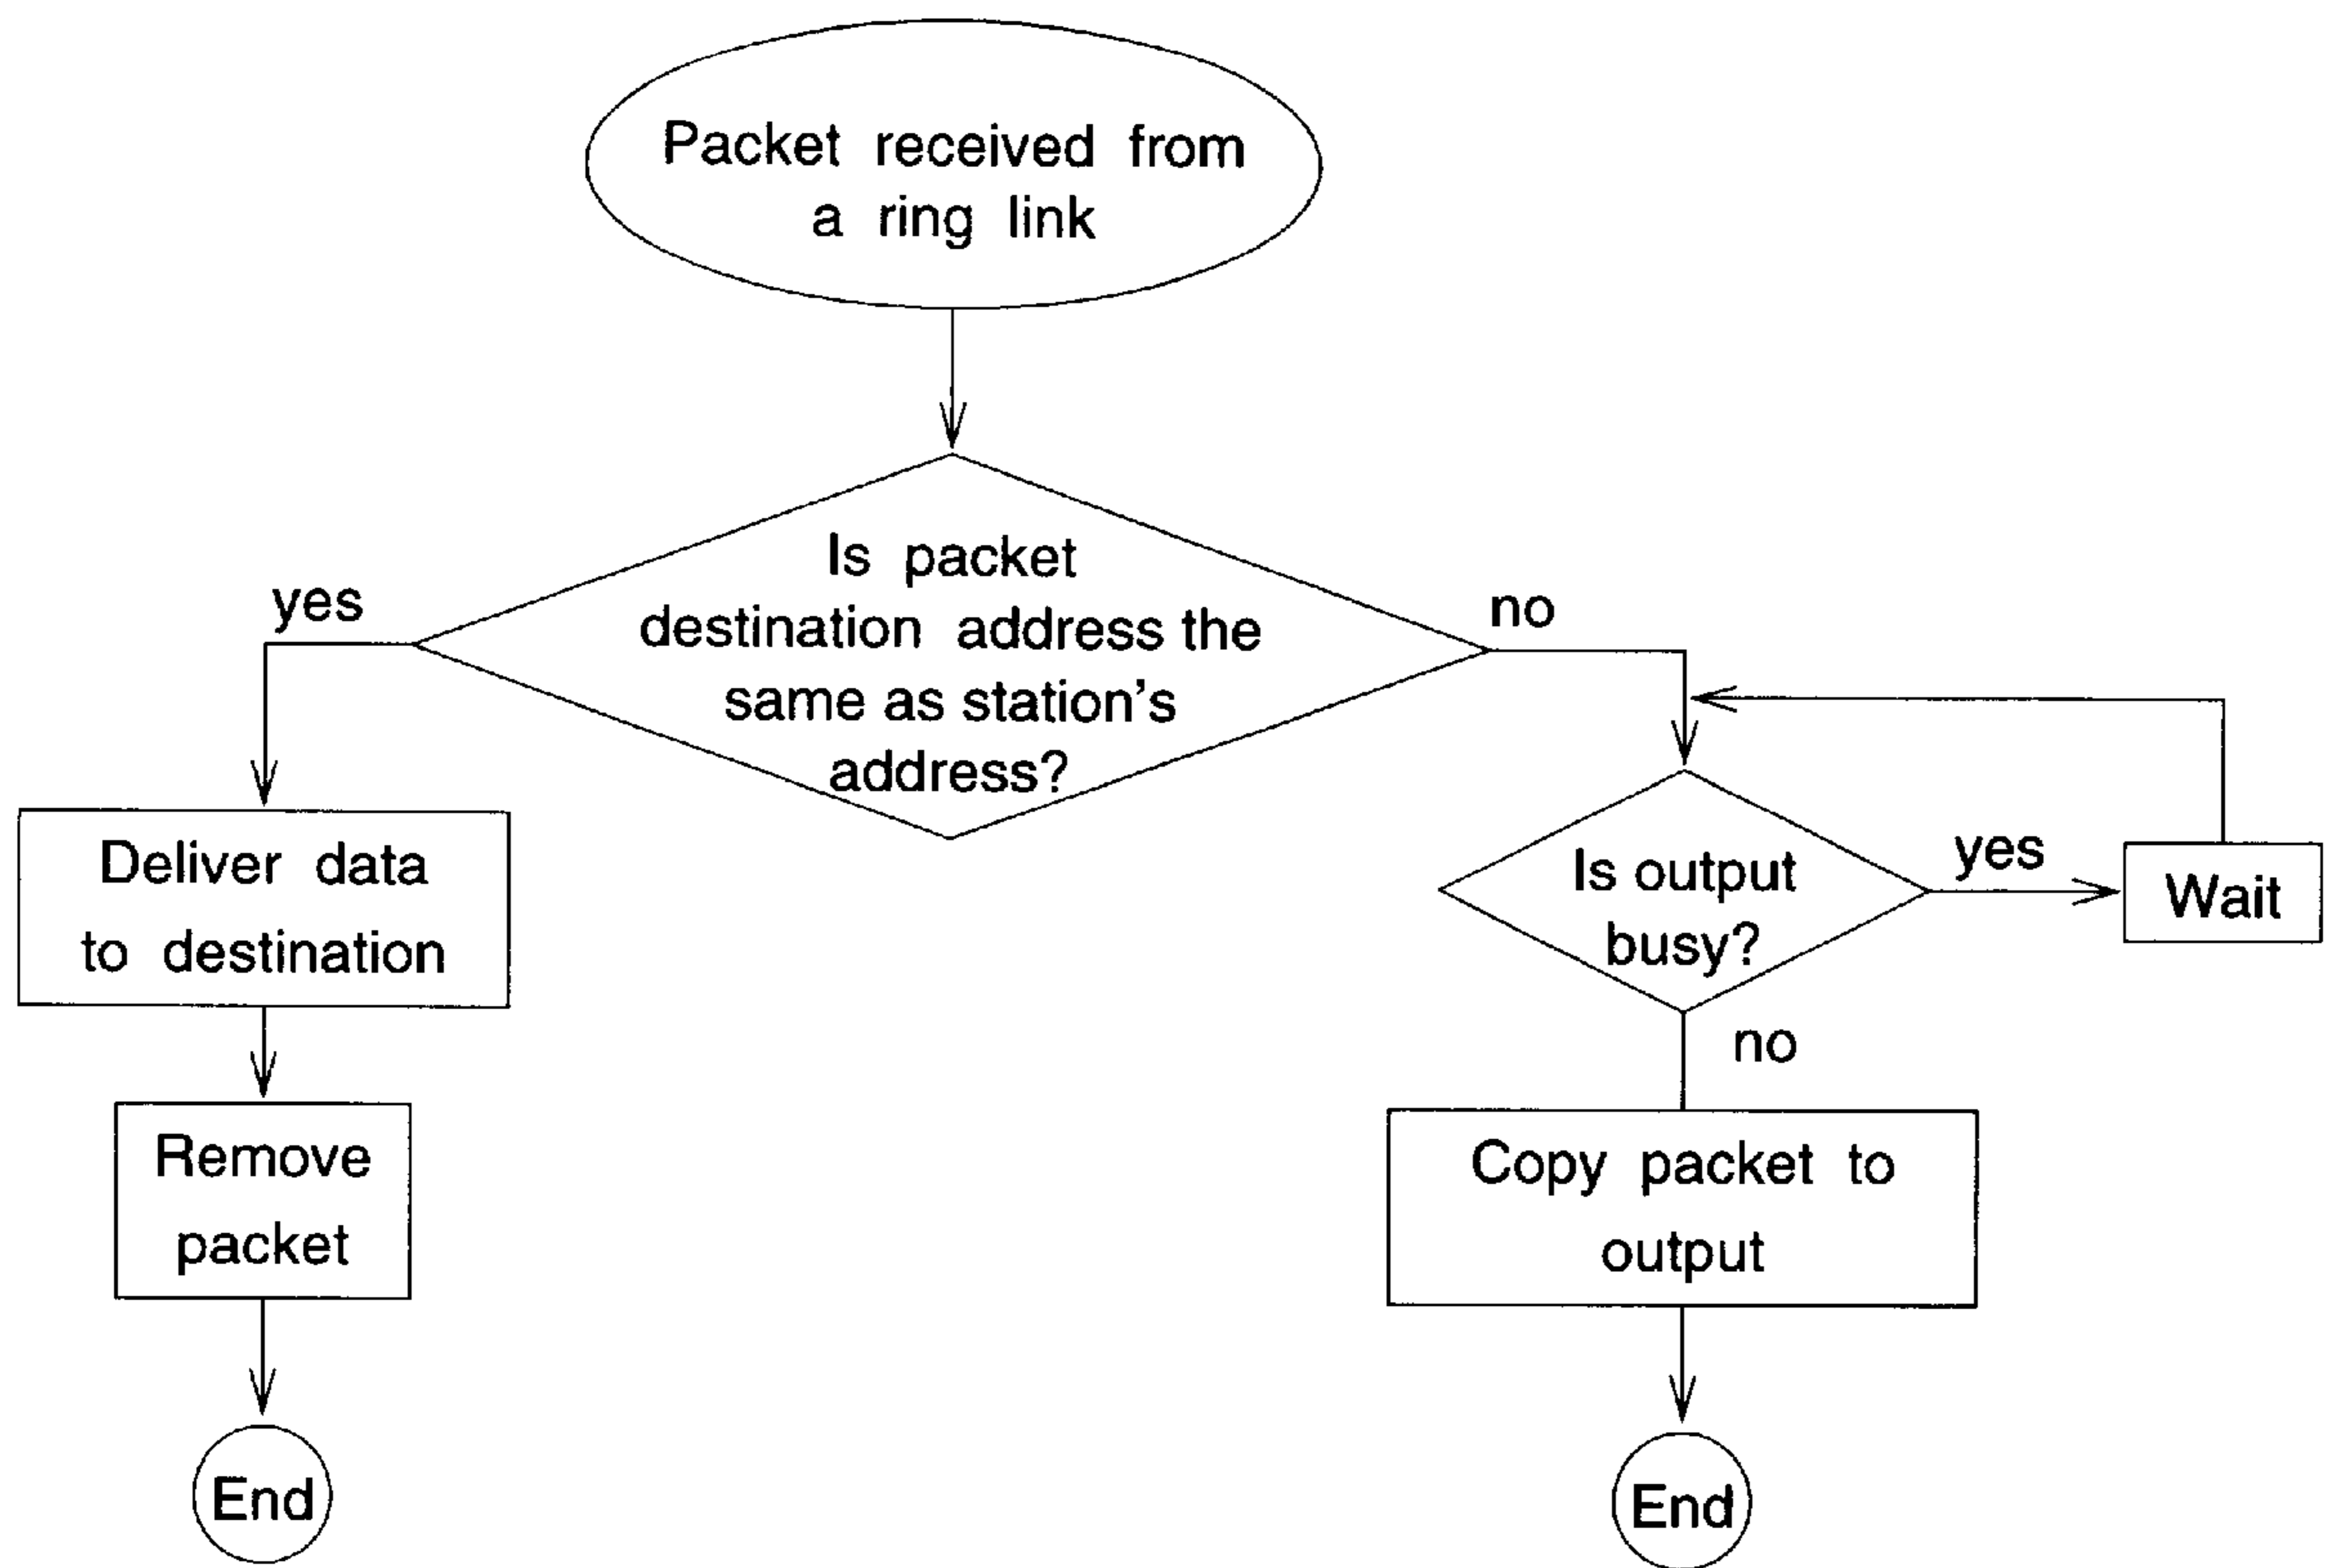 Packet received from
a ring link
Is packet
destination address the
same as station's
address?
yes
no
Deliver data
to destination
Remove
packet
End
Is output
busy?
yes
Wait
no
Copy packet to
output
End